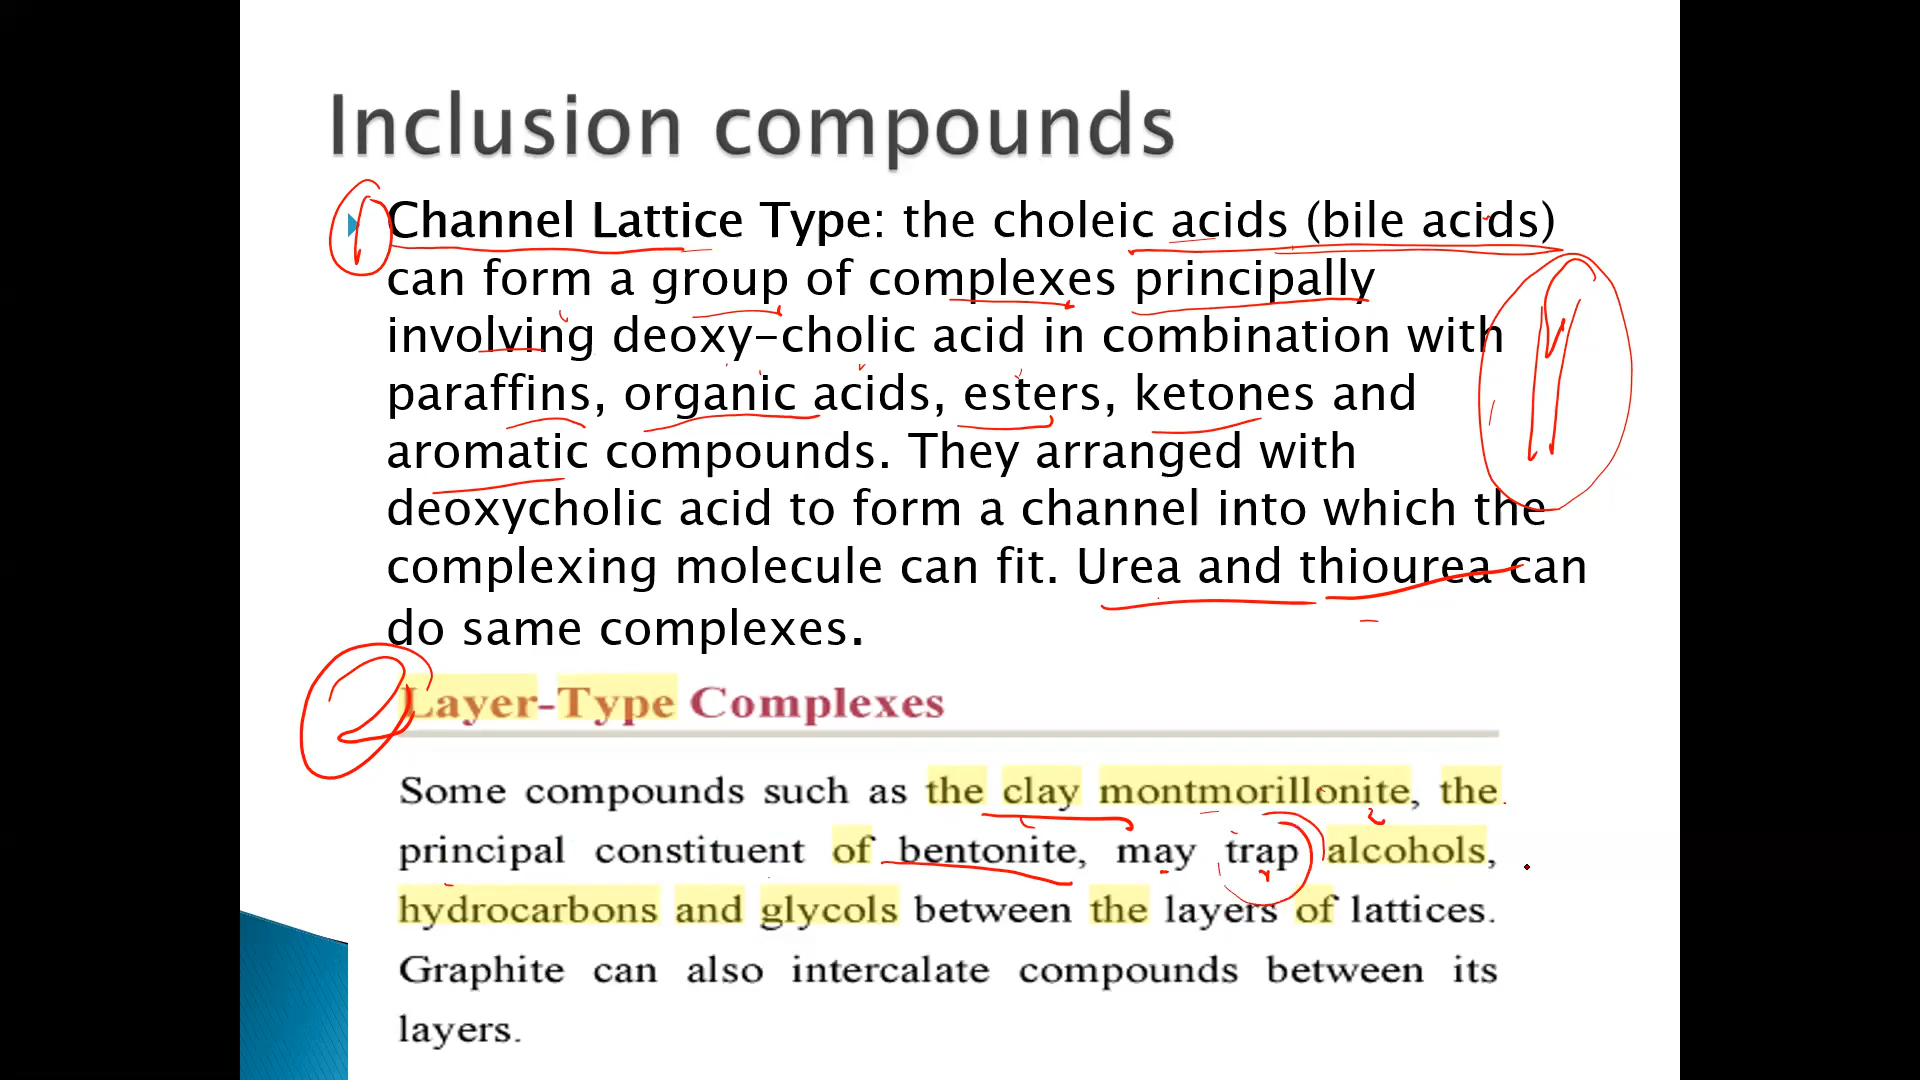 Inclusion compounds
Channel Lattice Type: the choleic acids (bile acids)
can form a group of complexes principally
involving deoxy-cholic acid in combination with
paraffins, organic acids, esters, ketones and
aromatic compounds. They arranged with
deoxycholic acid to form a channel into which the
complexing molecule can fit. Urea and thiourea can
do same complexes.
Layer-Type Complexes
Some compounds such as the clay montmorillonite, the
principal constituent of bentonite, may trap alcohols,
hydrocarbons and glycols between the layers of lattices.
Graphite can also intercalate compounds between its
layers.